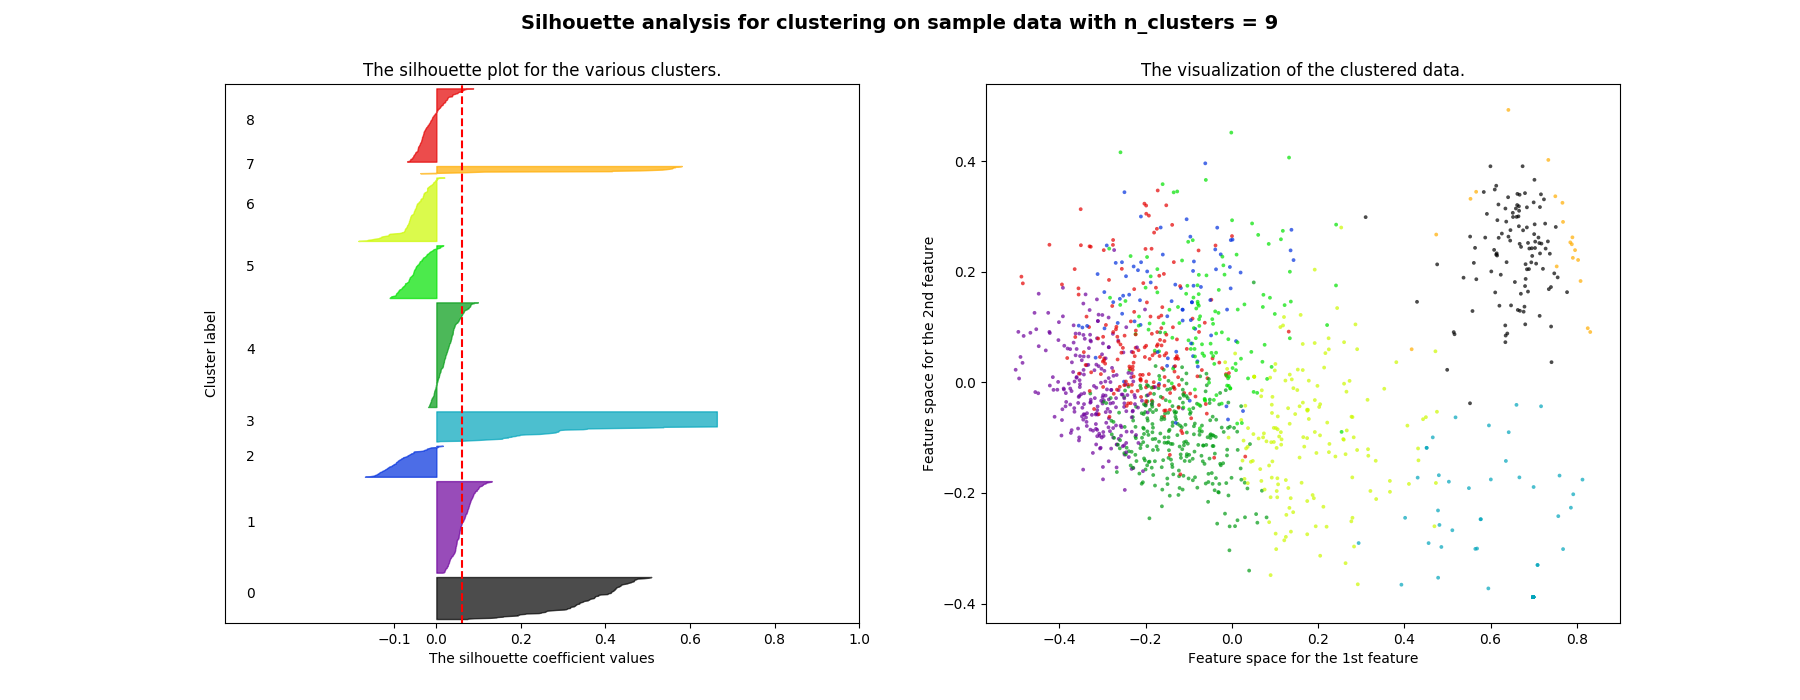 Silhouette analysis for clustering on sample data with n_clusters = 9
The silhouette plot for the various clusters.
Cluster label
8
7
6
5
4
3
2
1
0
−0.1 0.0 0.2 0.4 0.6 0.8 1.0
The silhouette coefficient values
The visualization of the clustered data.
Feature space for the 2nd feature
0.4
0.2
0.0
−0.2
−0.4
−0.4 −0.2 0.0 0.2 0.4 0.6 0.8
Feature space for the 1st feature